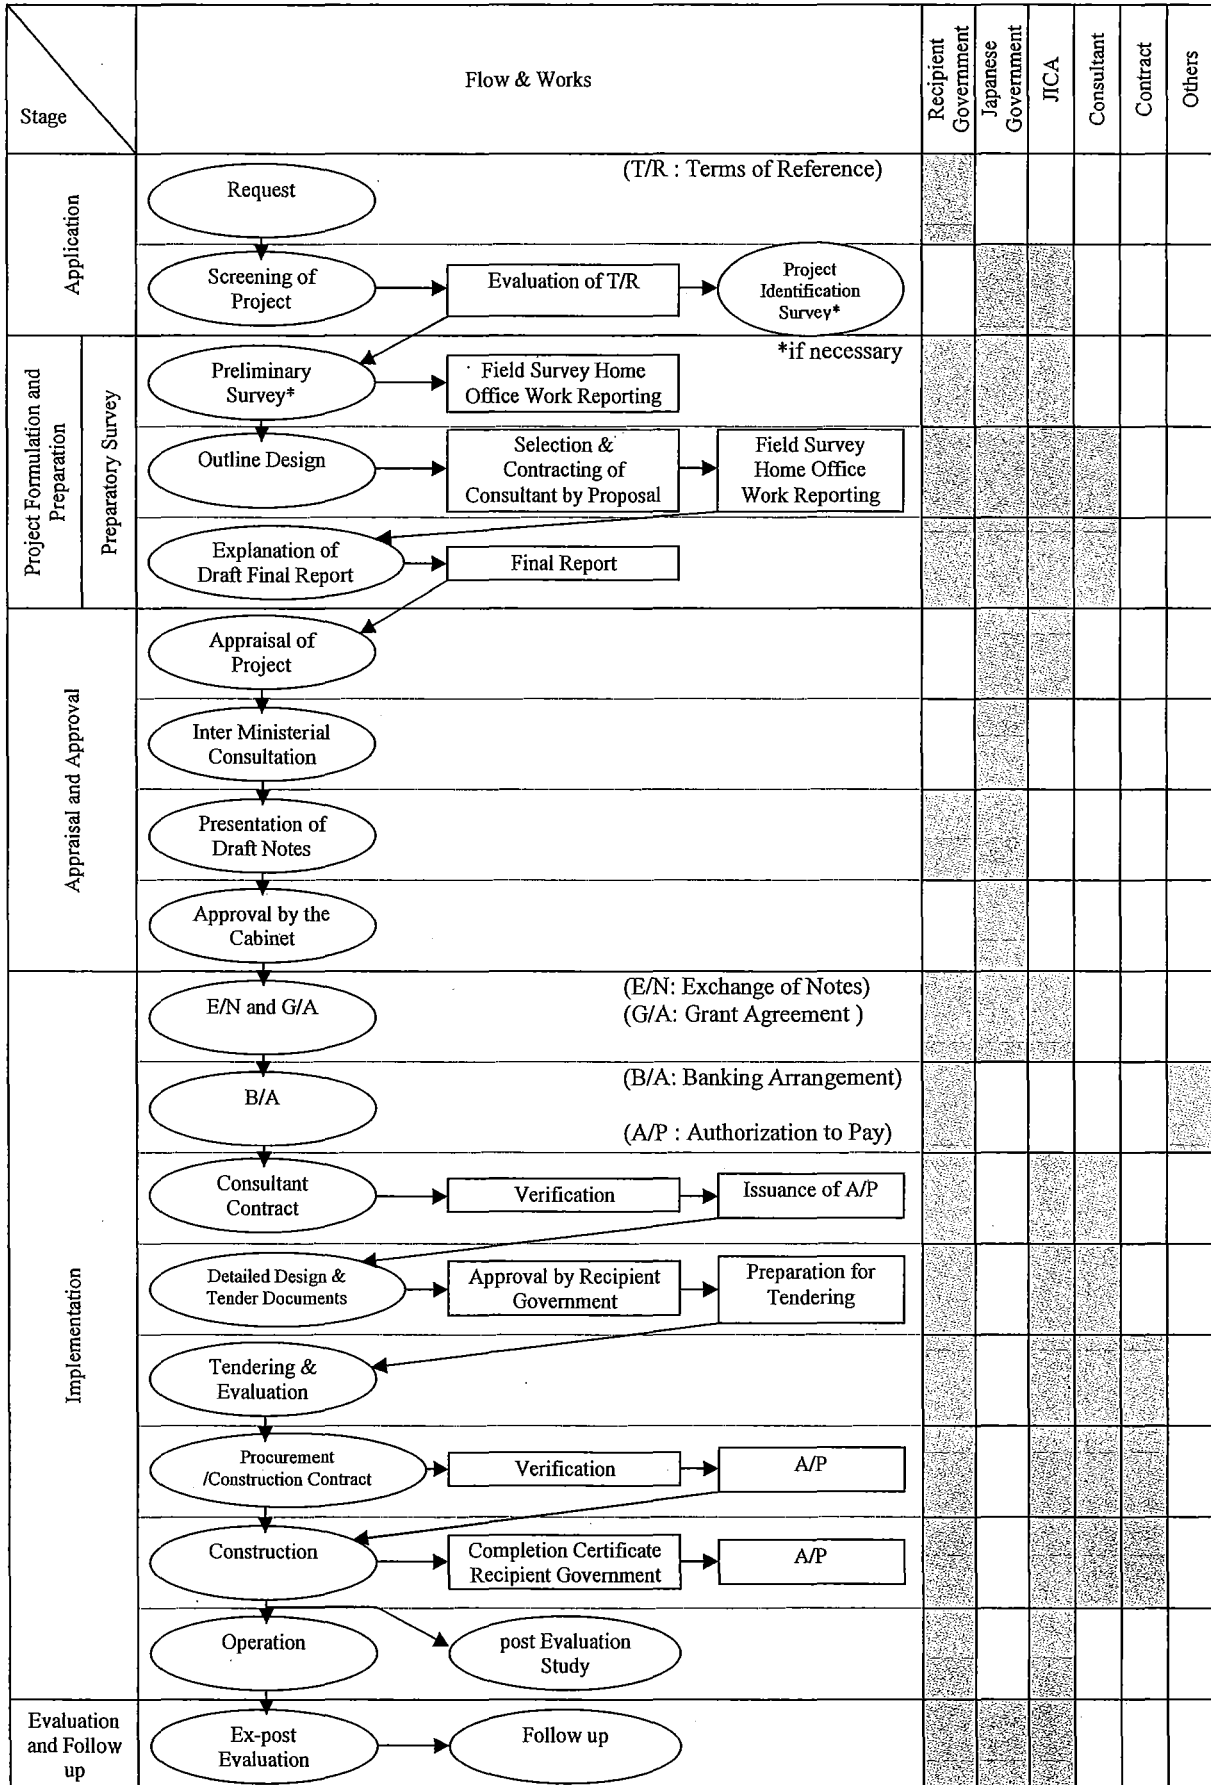 Stage
Flow & Works
Recipient
Government
Japanese
Government
JICA
Consultant
Contract
Others
Application
Request
(T/R : Terms of Reference)
Screening of
Project
Evaluation of T/R
Project
Identification
Survey*
Project Formulation and
Preparation
Preparatory Survey
*if necessary
Preliminary
Survey*
Field Survey Home
Office Work Reporting
Outline Design
Selection &
Contracting of
Consultant by Proposal
Field Survey
Home Office
Work Reporting
Explanation of
Draft Final Report
Final Report
Appraisal and Approval
Appraisal of
Project
Inter Ministerial
Consultation
Presentation of
Draft Notes
Approval by the
Cabinet
Implementation
E/N and G/A
(E/N: Exchange of Notes)
(G/A: Grant Agreement )
B/A
(B/A: Banking Arrangement)
(A/P : Authorization to Pay)
Consultant
Contract
Verification
Issuance of A/P
Detailed Design &
Tender Documents
Approval by Recipient
Government
Preparation for
Tendering
Tendering &
Evaluation
Procurement
/Construction Contract
Verification
A/P
Construction
Completion Certificate
Recipient Government
A/P
Operation
post Evaluation
Study
Evaluation
and Follow
up
Ex-post
Evaluation
Follow up